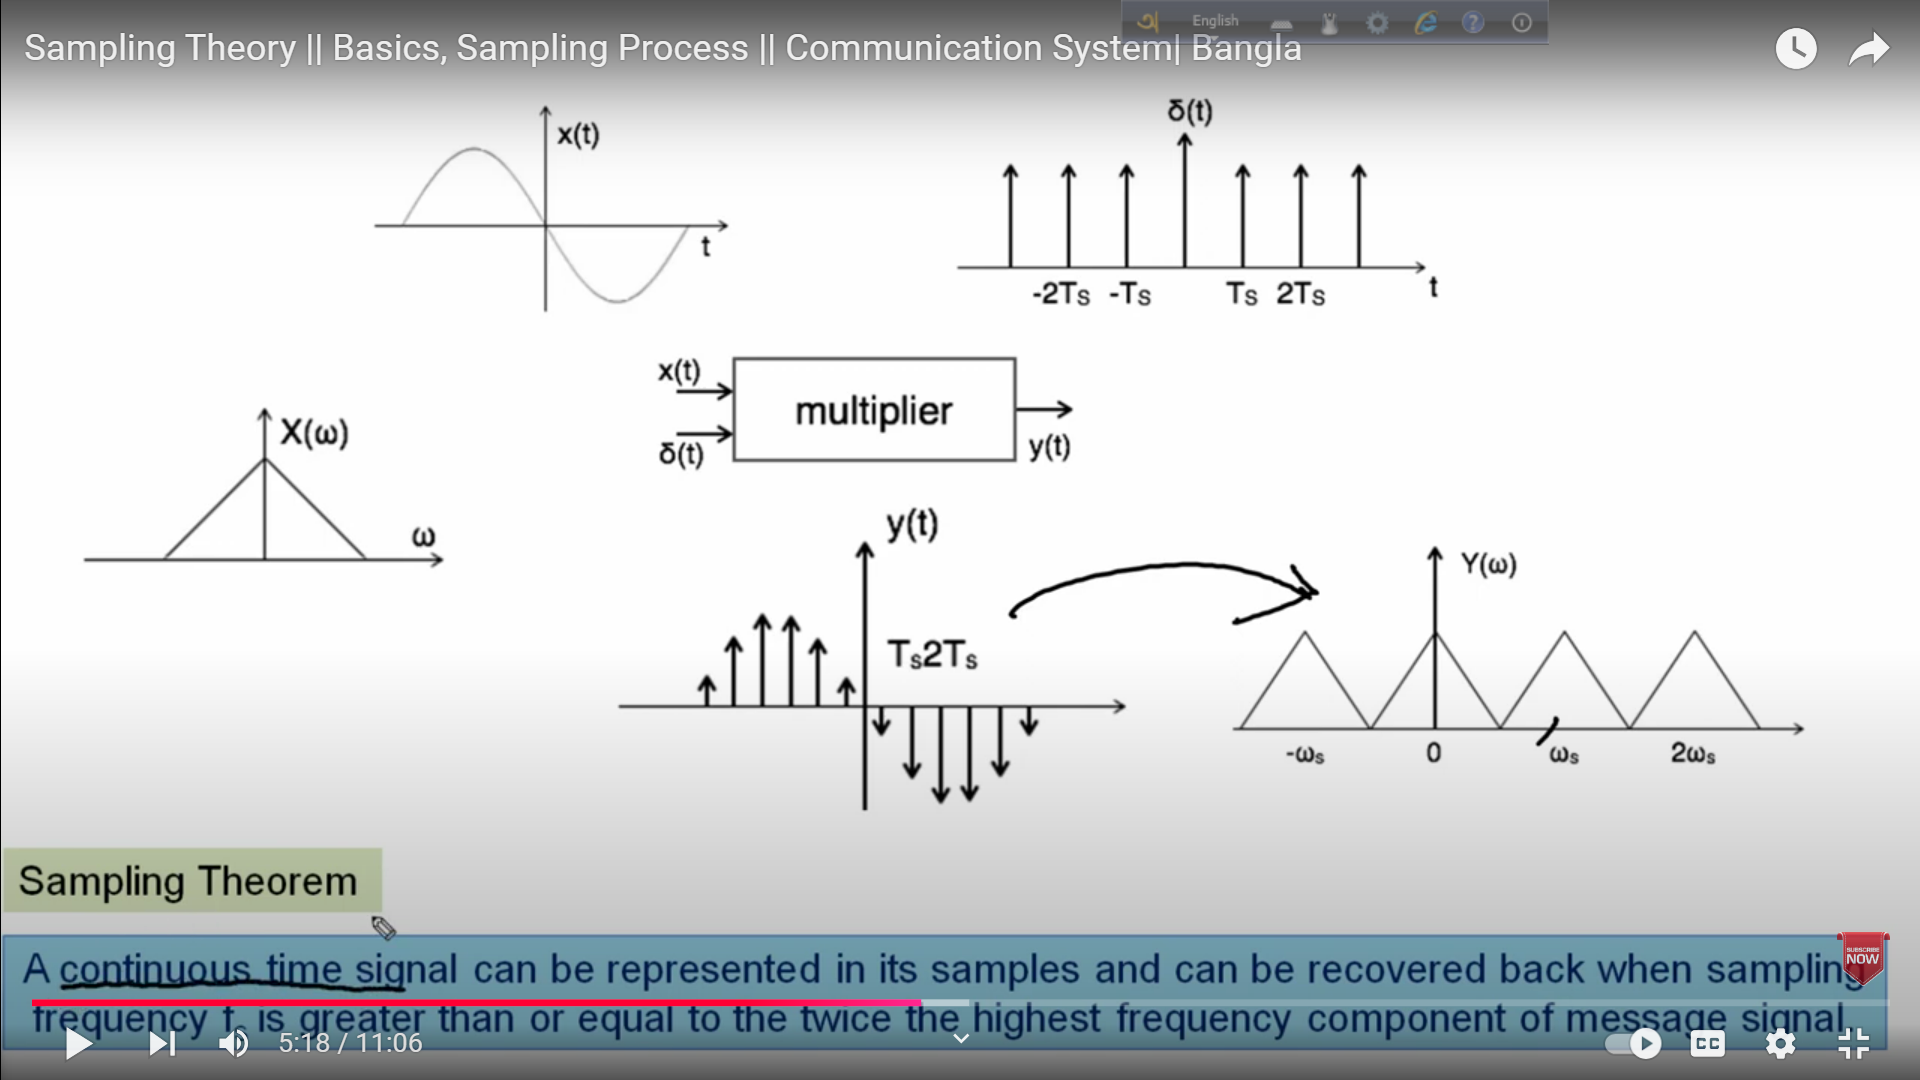 English
Sampling Theory || Basics, Sampling Process || Communication System| Bangla
x(t)
t
δ(t)
-2Ts -Ts Ts 2Ts
t
x(t)
δ(t)
multiplier
y(t)
X(ω)
ω
y(t)
Ts2Ts
Y(ω)
-ωs 0 ωs 2ωs
Sampling Theorem
A continuous time signal can be represented in its samples and can be recovered back when sampling
frequency fs is greater than or equal to the twice the highest frequency component of message signal.
SUBSCRIBE
NOW
5:18 / 11:06
CC